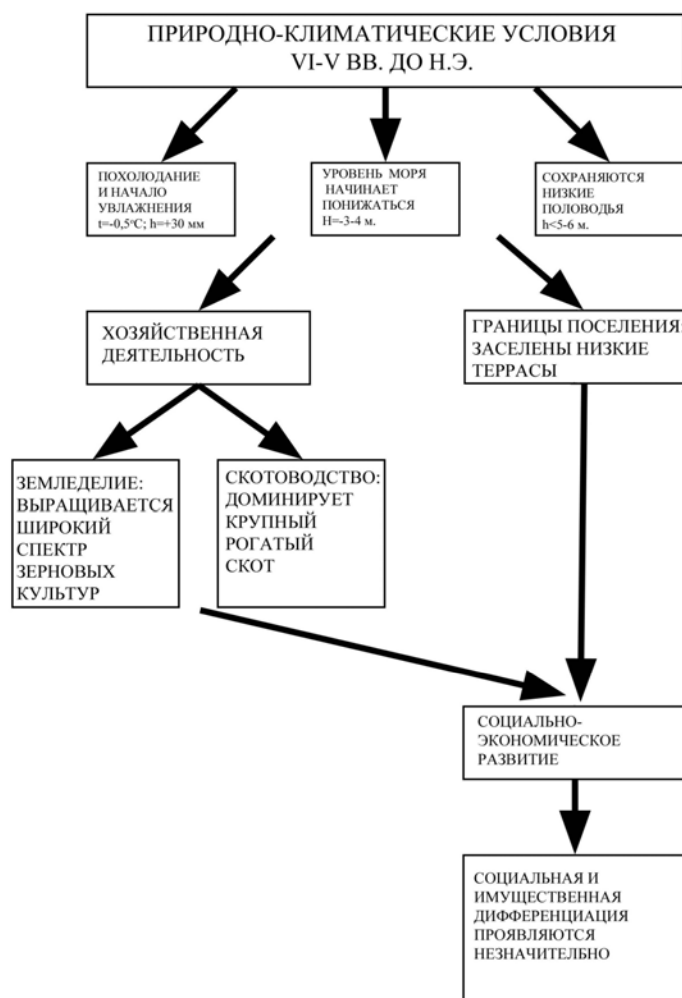 ПРИРОДНО-КЛИМАТИЧЕСКИЕ УСЛОВИЯ
VI-V ВВ. ДО Н.Э.
ПОХОЛОДАНИЕ
И НАЧАЛО
УВЛАЖНЕНИЯ
t=-0,5°C; h=+30 мм
УРОВЕНЬ МОРЯ
НАЧИНАЕТ
ПОНИЖАТЬСЯ
H=-3-4 м.
СОХРАНЯЮТСЯ
НИЗКИЕ
ПОЛОВОДЬЯ
h<5-6 м.
ХОЗЯЙСТВЕННАЯ
ДЕЯТЕЛЬНОСТЬ
ГРАНИЦЫ ПОСЕЛЕНИЯ:
ЗАСЕЛЕНЫ НИЗКИЕ
ТЕРРАСЫ
ЗЕМЛЕДЕЛИЕ:
ВЫРАЩИВАЕТСЯ
ШИРОКИЙ
СПЕКТР
ЗЕРНОВЫХ
КУЛЬТУР
СКОТОВОДСТВО:
ДОМИНИРУЕТ
КРУПНЫЙ
РОГАТЫЙ
СКОТ
СОЦИАЛЬНО-
ЭКОНОМИЧЕСКОЕ
РАЗВИТИЕ
СОЦИАЛЬНАЯ И
ИМУЩЕСТВЕННАЯ
ДИФФЕРЕНЦИАЦИЯ
ПРОЯВЛЯЮТСЯ
НЕЗНАЧИТЕЛЬНО